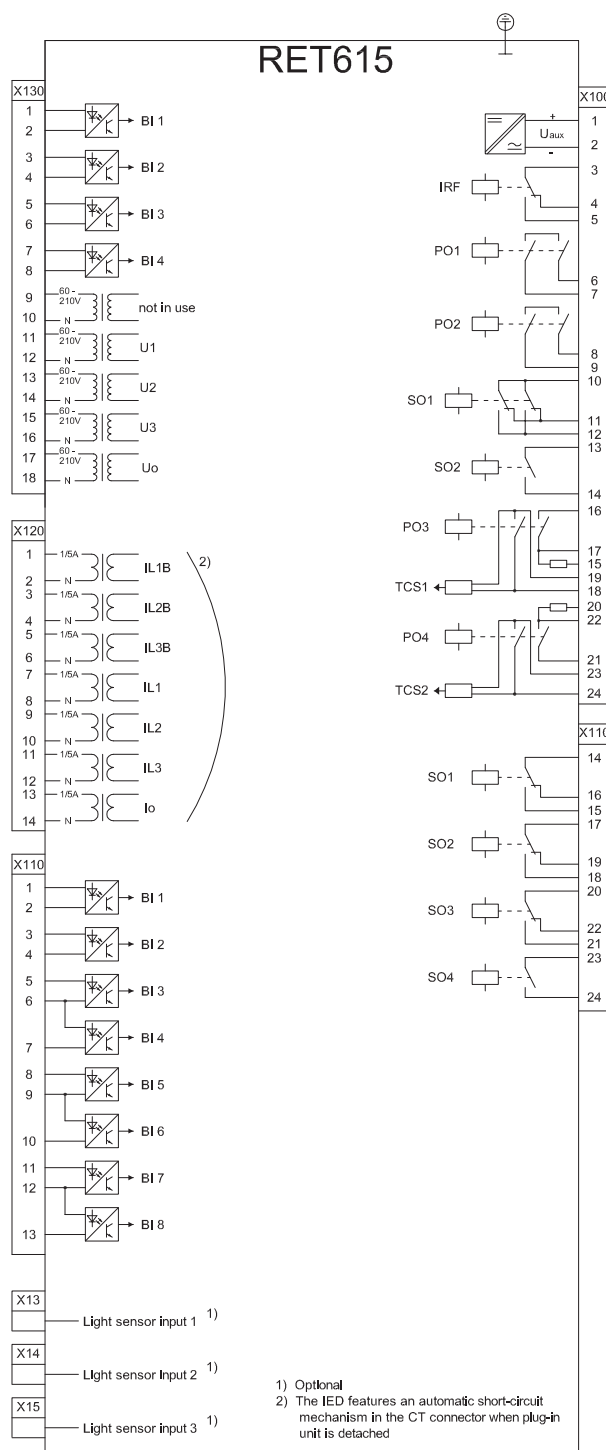 RET615
X130
1
2
BI 1
3
4
BI 2
5
6
BI 3
7
8
BI 4
9 60 - 210V
10 N
not in use
11 60 - 210V
12 N
U1
13 60 - 210V
14 N
U2
15 60 - 210V
16 N
U3
17 60 - 210V
18 N
Uo
X120
1 1/5A
2 N
IL1B
2)
3 1/5A
4 N
IL2B
5 1/5A
6 N
IL3B
7 1/5A
8 N
IL1
9 1/5A
10 N
IL2
11 1/5A
12 N
IL3
13 1/5A
14 N
Io
X110
1
2
BI 1
3
4
BI 2
5
6
BI 3
BI 4
7
8
9
BI 5
BI 6
10
11
12
BI 7
BI 8
13
X13
Light sensor input 1 1)
X14
Light sensor input 2 1)
X15
Light sensor input 3 1)
X100
+ 1
Uaux
- 2
3
IRF
4
5
PO1
6
7
PO2
8
9
10
SO1
11
12
13
SO2
14
16
PO3
17
15
19
TCS1
18
20
22
PO4
21
23
TCS2
24
X110
14
SO1
16
15
17
SO2
19
18
20
SO3
22
21
23
SO4
24
1) Optional
2) The IED features an automatic short-circuit
mechanism in the CT connector when plug-in
unit is detached